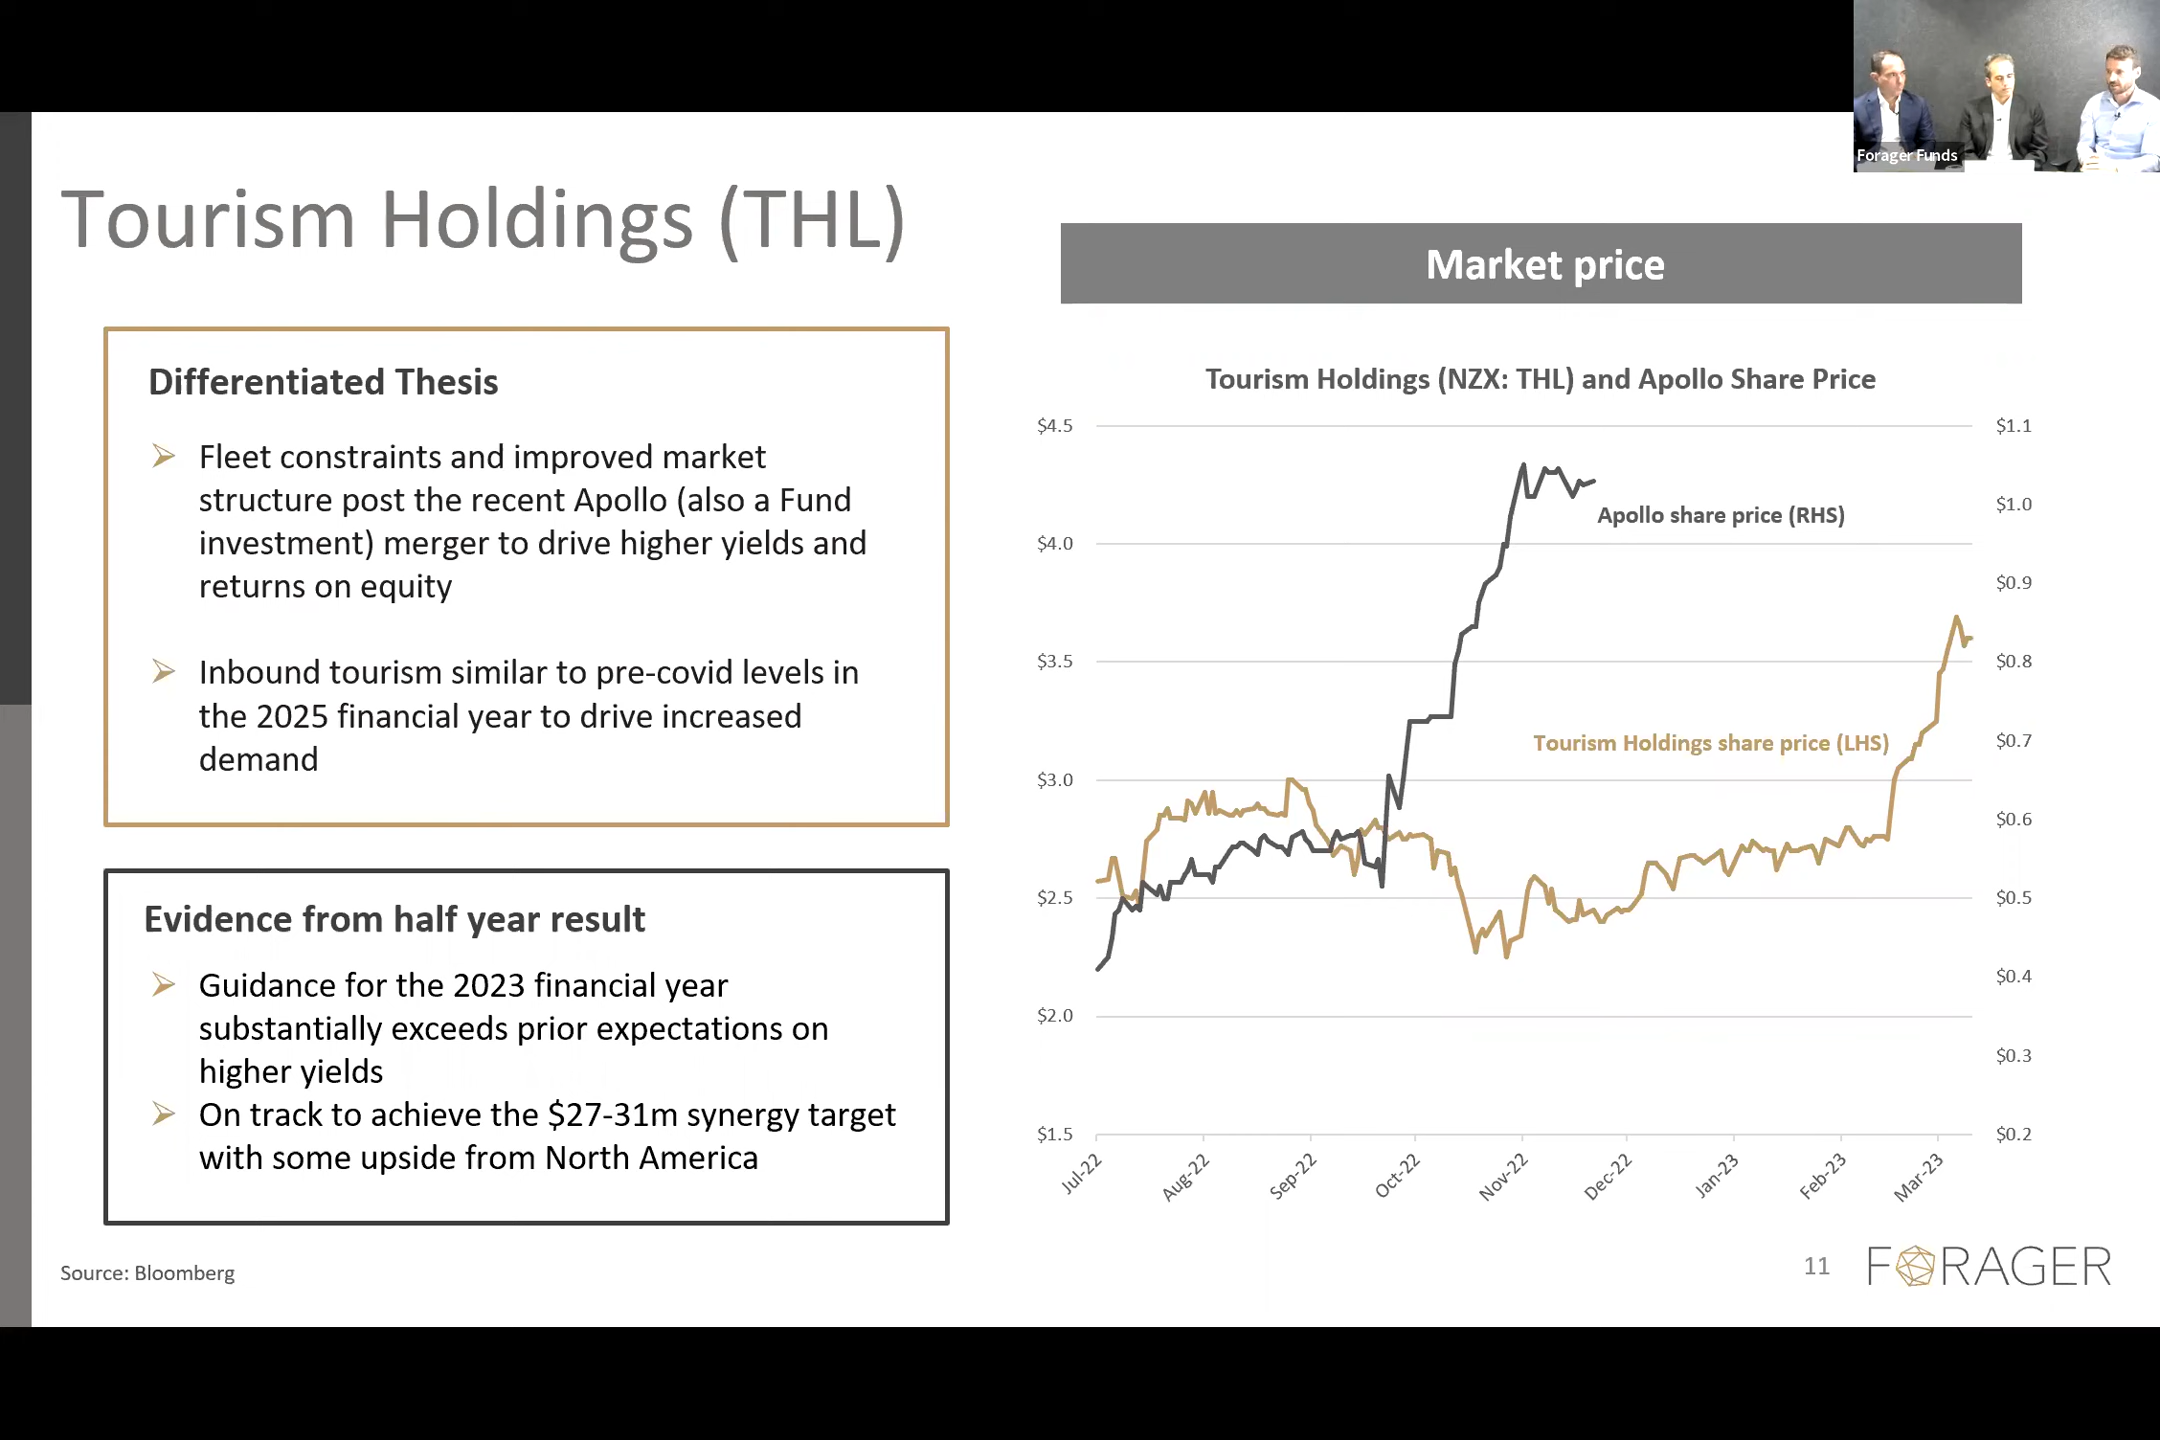 Forager Funds
Tourism Holdings (THL)
Differentiated Thesis
Fleet constraints and improved market
structure post the recent Apollo (also a Fund
investment) merger to drive higher yields and
returns on equity
Inbound tourism similar to pre-covid levels in
the 2025 financial year to drive increased
demand
Evidence from half year result
Guidance for the 2023 financial year
substantially exceeds prior expectations on
higher yields
On track to achieve the $27-31m synergy target
with some upside from North America
Source: Bloomberg
Market price
Tourism Holdings (NZX: THL) and Apollo Share Price
$4.5
$4.0
$3.5
$3.0
$2.5
$2.0
$1.5
Apollo share price (RHS)
Tourism Holdings share price (LHS)
$1.1
$1.0
$0.9
$0.8
$0.7
$0.6
$0.5
$0.4
$0.3
$0.2
Jul-22
Aug-22
Sep-22
Oct-22
Nov-22
Dec-22
Jan-23
Feb-23
Mar-23
11
FORAGER